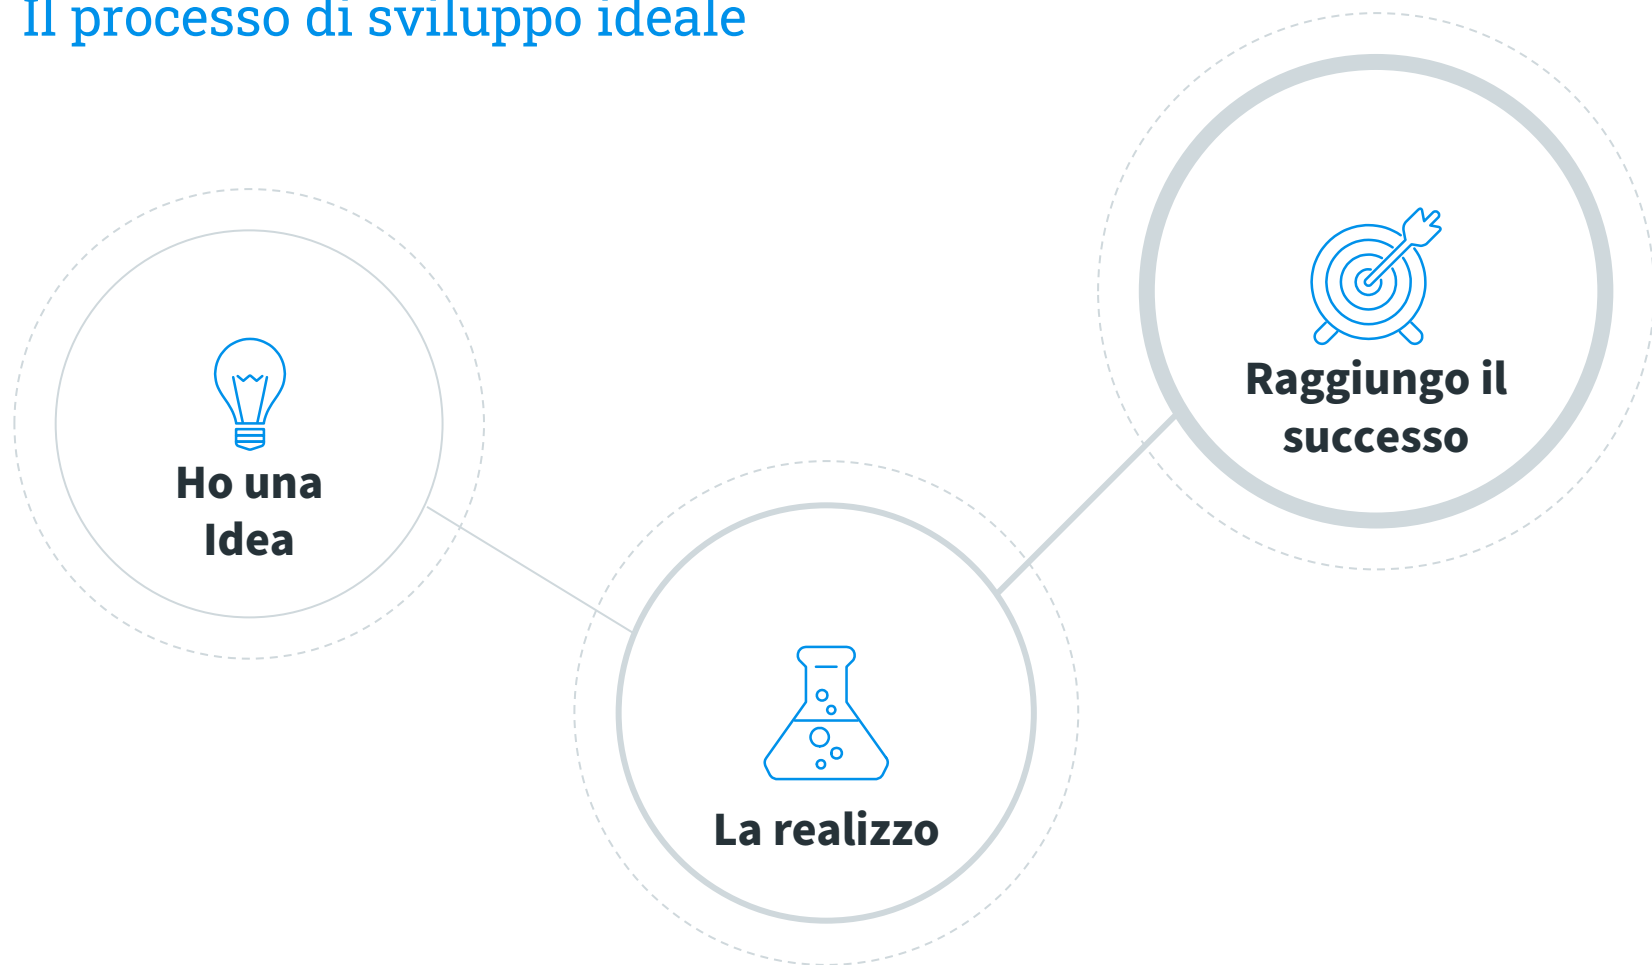 Il processo di sviluppo ideale
Ho una
Idea
La realizzo
Raggiungo il
successo